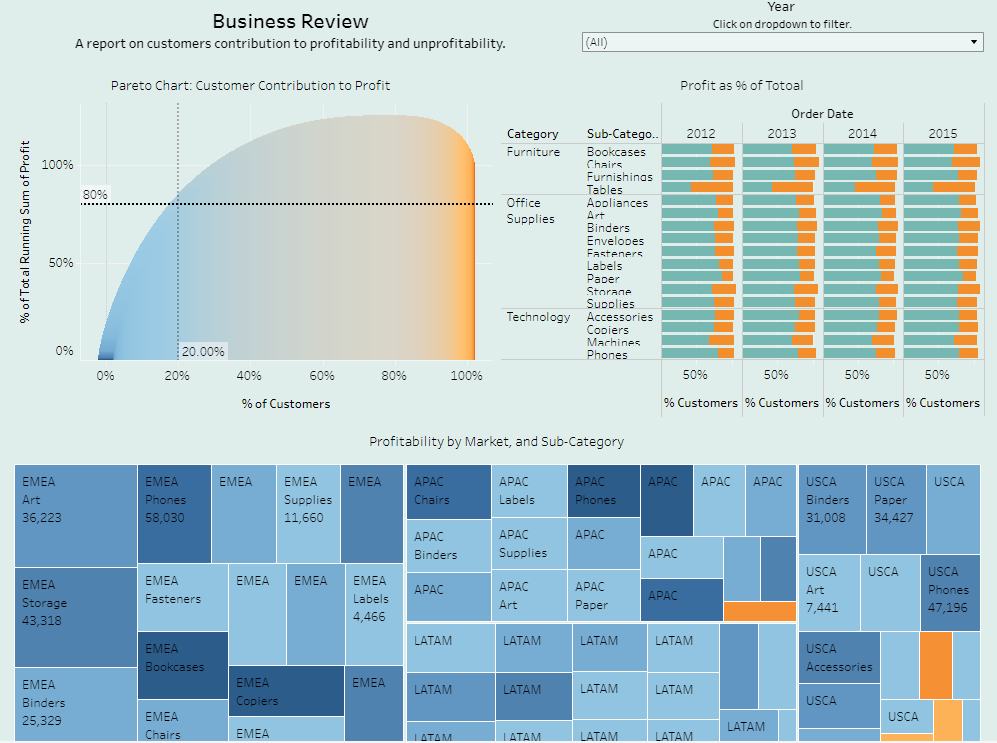 Business Review
A report on customers contribution to profitability and unprofitability.
Year
Click on dropdown to filter.
(All)
Pareto Chart: Customer Contribution to Profit
% of Total Running Sum of Profit
100%
80%
50%
0%
20.00%
0%
20%
40%
60%
80%
100%
% of Customers
Profit as % of Totoal
Order Date
Category
Sub-Catego..
2012
2013
2014
2015
Furniture
Bookcases
Chairs
Furnishings
Tables
Office
Supplies
Appliances
Art
Binders
Envelopes
Fasteners
Labels
Paper
Storage
Supplies
Technology
Accessories
Copiers
Machines
Phones
50%
50%
50%
50%
% Customers
% Customers
% Customers
% Customers
Profitability by Market, and Sub-Category
EMEA
Art
36,223
EMEA
Storage
43,318
EMEA
Binders
25,329
EMEA
Phones
58,030
EMEA
EMEA
Supplies
11,660
EMEA
EMEA
Fasteners
EMEA
EMEA
EMEA
Labels
4,466
EMEA
Bookcases
EMEA
Copiers
EMEA
EMEA
Chairs
EMEA
APAC
Chairs
APAC
Labels
APAC
Phones
APAC
APAC
APAC
APAC
Binders
APAC
Supplies
APAC
APAC
APAC
APAC
Art
APAC
Paper
APAC
LATAM
LATAM
LATAM
LATAM
LATAM
LATAM
LATAM
LATAM
LATAM
LATAM
LATAM
LATAM
LATAM
USCA
Binders
31,008
USCA
Paper
34,427
USCA
USCA
Art
7,441
USCA
USCA
Phones
47,196
USCA
Accessories
USCA
USCA